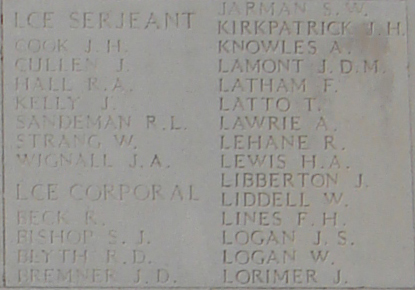 LCE SERJEANT
COOK J.H.
CULLEN J.
HALL R.A.
KELLY J.
SANDEMAN R.L.
STRANG W.
WIGNALL J.A.
LCE CORPORAL
BECK R.
BISHOP S.J.
BLYTH R.D.
BREMNER J.D.
JARMAN S.W.
KIRKPATRICK J.H.
KNOWLES A.
LAMONT J.D.M.
LATHAM F.
LATTO T.
LAWRIE A.
LEHANE R.
LEWIS H.A.
LIBBERTON J.
LIDDELL W.
LINES F.H.
LOGAN J.S.
LOGAN W.
LORIMER J.